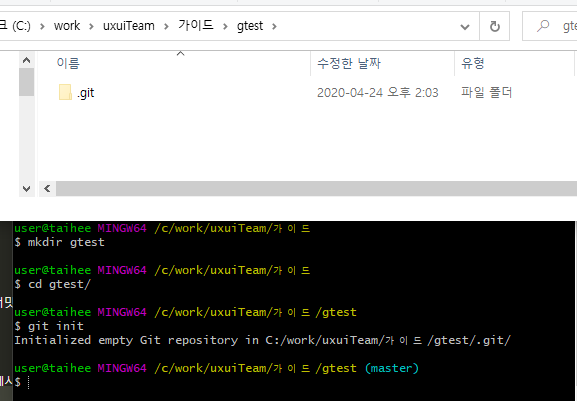 크 (C:) > work > uxuiTeam > 가이드 > gtest >
gte
이름 수정한 날짜 유형
.git 2020-04-24 오후 2:03 파일 폴더
user@taihee MINGW64 /c/work/uxuiTeam/가이드
$ mkdir gtest
user@taihee MINGW64 /c/work/uxuiTeam/가이드
$ cd gtest/
user@taihee MINGW64 /c/work/uxuiTeam/가이드/gtest
$ git init
Initialized empty Git repository in C:/work/uxuiTeam/가이드/gtest/.git/
user@taihee MINGW64 /c/work/uxuiTeam/가이드/gtest (master)
$